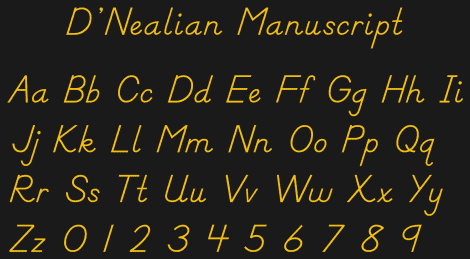 D'Nealian Manuscript
Aa Bb Cc Dd Ee Ff Gg Hh Ii
Jj Kk Ll Mm Nn Oo Pp Qq
Rr Ss Tt Uu Vv Ww Xx Yy
Zz 0 1 2 3 4 5 6 7 8 9